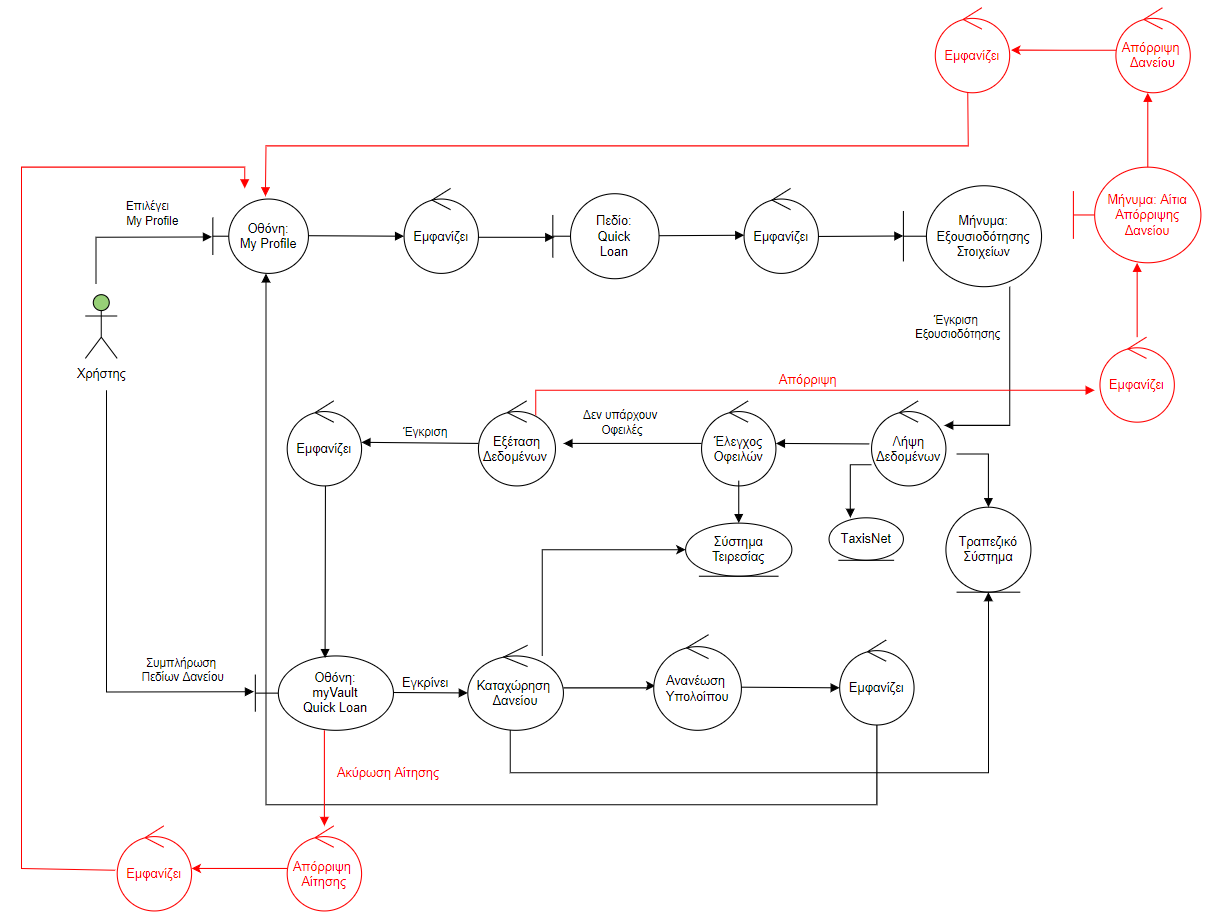 Εμφανίζει
Απόρριψη
Δανείου
Επιλέγει
My Profile
Οθόνη:
My Profile
Εμφανίζει
Πεδίο:
Quick
Loan
Εμφανίζει
Μήνυμα:
Εξουσιοδότησης
Στοιχείων
Μήνυμα: Αίτια
Απόρριψης
Δανείου
Χρήστης
Έγκριση
Εξουσιοδότησης
Απόρριψη
Εμφανίζει
Εμφανίζει
Έγκριση
Εξέταση
Δεδομένων
Δεν υπάρχουν
Οφειλές
Έλεγχος
Οφειλών
Λήψη
Δεδομένων
Σύστημα
Τειρεσίας
TaxisNet
Τραπεζικό
Σύστημα
Συμπλήρωση
Πεδίων Δανείου
Οθόνη:
myVault
Quick Loan
Εγκρίνει
Καταχώρηση
Δανείου
Ανανέωση
Υπολοίπου
Εμφανίζει
Ακύρωση Αίτησης
Εμφανίζει
Απόρριψη
Αίτησης